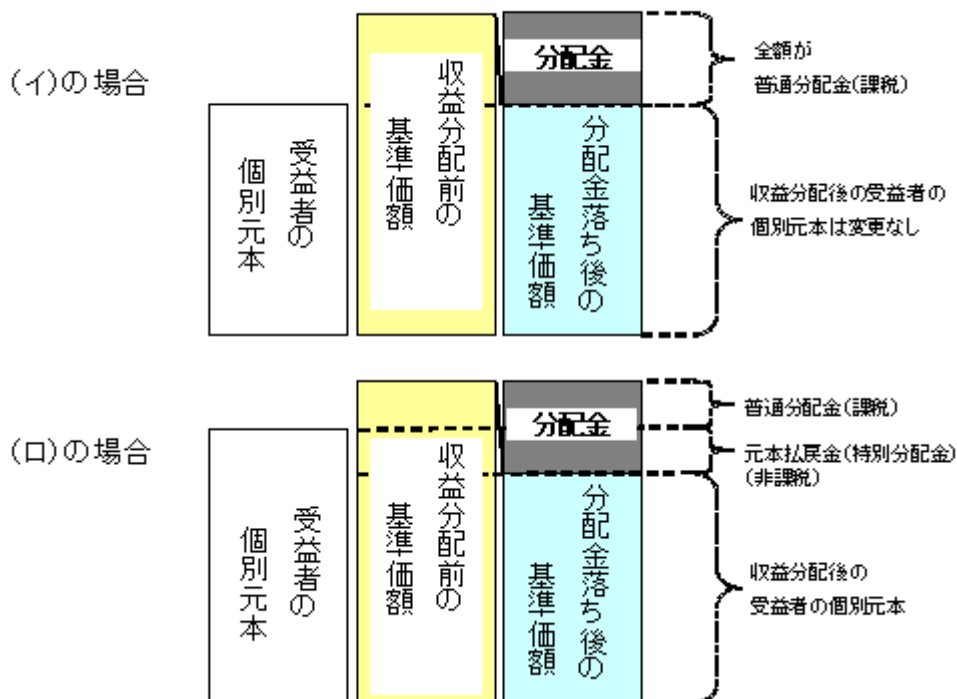 (イ)の場合
受益者の
個別元本
収益分配前の
基準価額
分配金
分配金落ち後の
基準価額
全額が
普通分配金(課税)
収益分配後の受益者の
個別元本は変更なし
(ロ)の場合
受益者の
個別元本
収益分配前の
基準価額
分配金
分配金落ち後の
基準価額
普通分配金(課税)
元本払戻金(特別分配金)
(非課税)
収益分配後の
受益者の個別元本